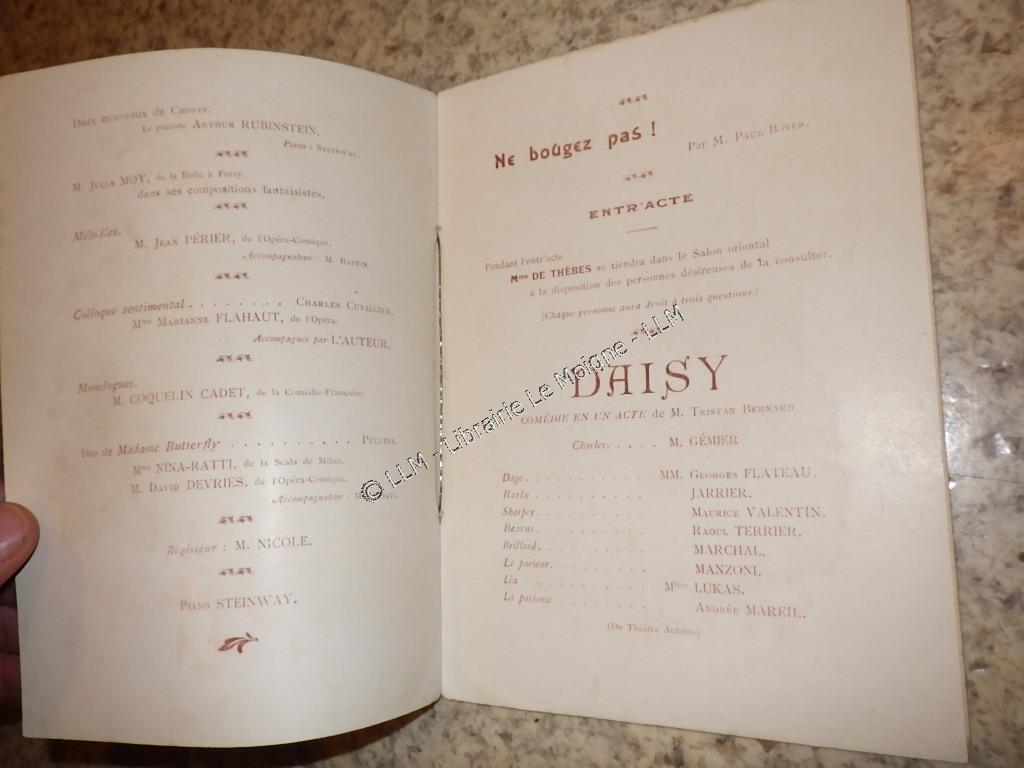 Deux morceaux de Chopin.
Le pianiste Arthur RUBINSTEIN.
Piano : Steinway.
M. Jules MOY, de la Boîte à Fursy.
dans ses compositions fantaisistes.
Mélodies.
M. Jean PÉRIER, de l'Opéra-Comique.
Accompagnateur : M. Bastin.
Colloque sentimental . . . . . . . . Charles Cuvillier.
Mme Marianne FLAHAUT, de l'Opéra.
Accompagnée par L'AUTEUR.
Monologues.
M. COQUELIN CADET, de la Comédie-Française.
Duo de Madame Butterfly . . . . . . . . . . Puccini.
Mme NINA-RATTI, de la Scala de Milan.
M. David DEVRIES, de l'Opéra-Comique.
Accompagnateur : M.
Régisseur : M. NICOLE.
Piano STEINWAY.
Ne bougez pas !
Par M. Paul Boyer.
ENTR'ACTE
Pendant l'entr'acte
Mme DE THÈBES se tiendra dans le Salon oriental
à la disposition des personnes désireuses de la consulter.
(Chaque personne aura droit à trois questions.)
DAISY
COMÉDIE EN UN ACTE de M. Tristan Bernard
Charley. . . . . M. GÉMIER
Dago . . . . . . . . . . MM. Georges FLATEAU.
Barlu . . . . . . . . . . JARRIER.
Sharpes . . . . . . . . . . Maurice VALENTIN.
Bearns . . . . . . . . . . Raoul TERRIER.
Brillard. . . . . . . . . . MARCHAL.
Le parieur. . . . . . . . . MANZONI.
Léa . . . . . . . . . . Mlles LUKAS.
La parieuse . . . . . . . . Andrée MAREIL.
(Du Théâtre Antoine)
© LLM - Librairie Le Moigne - LLM